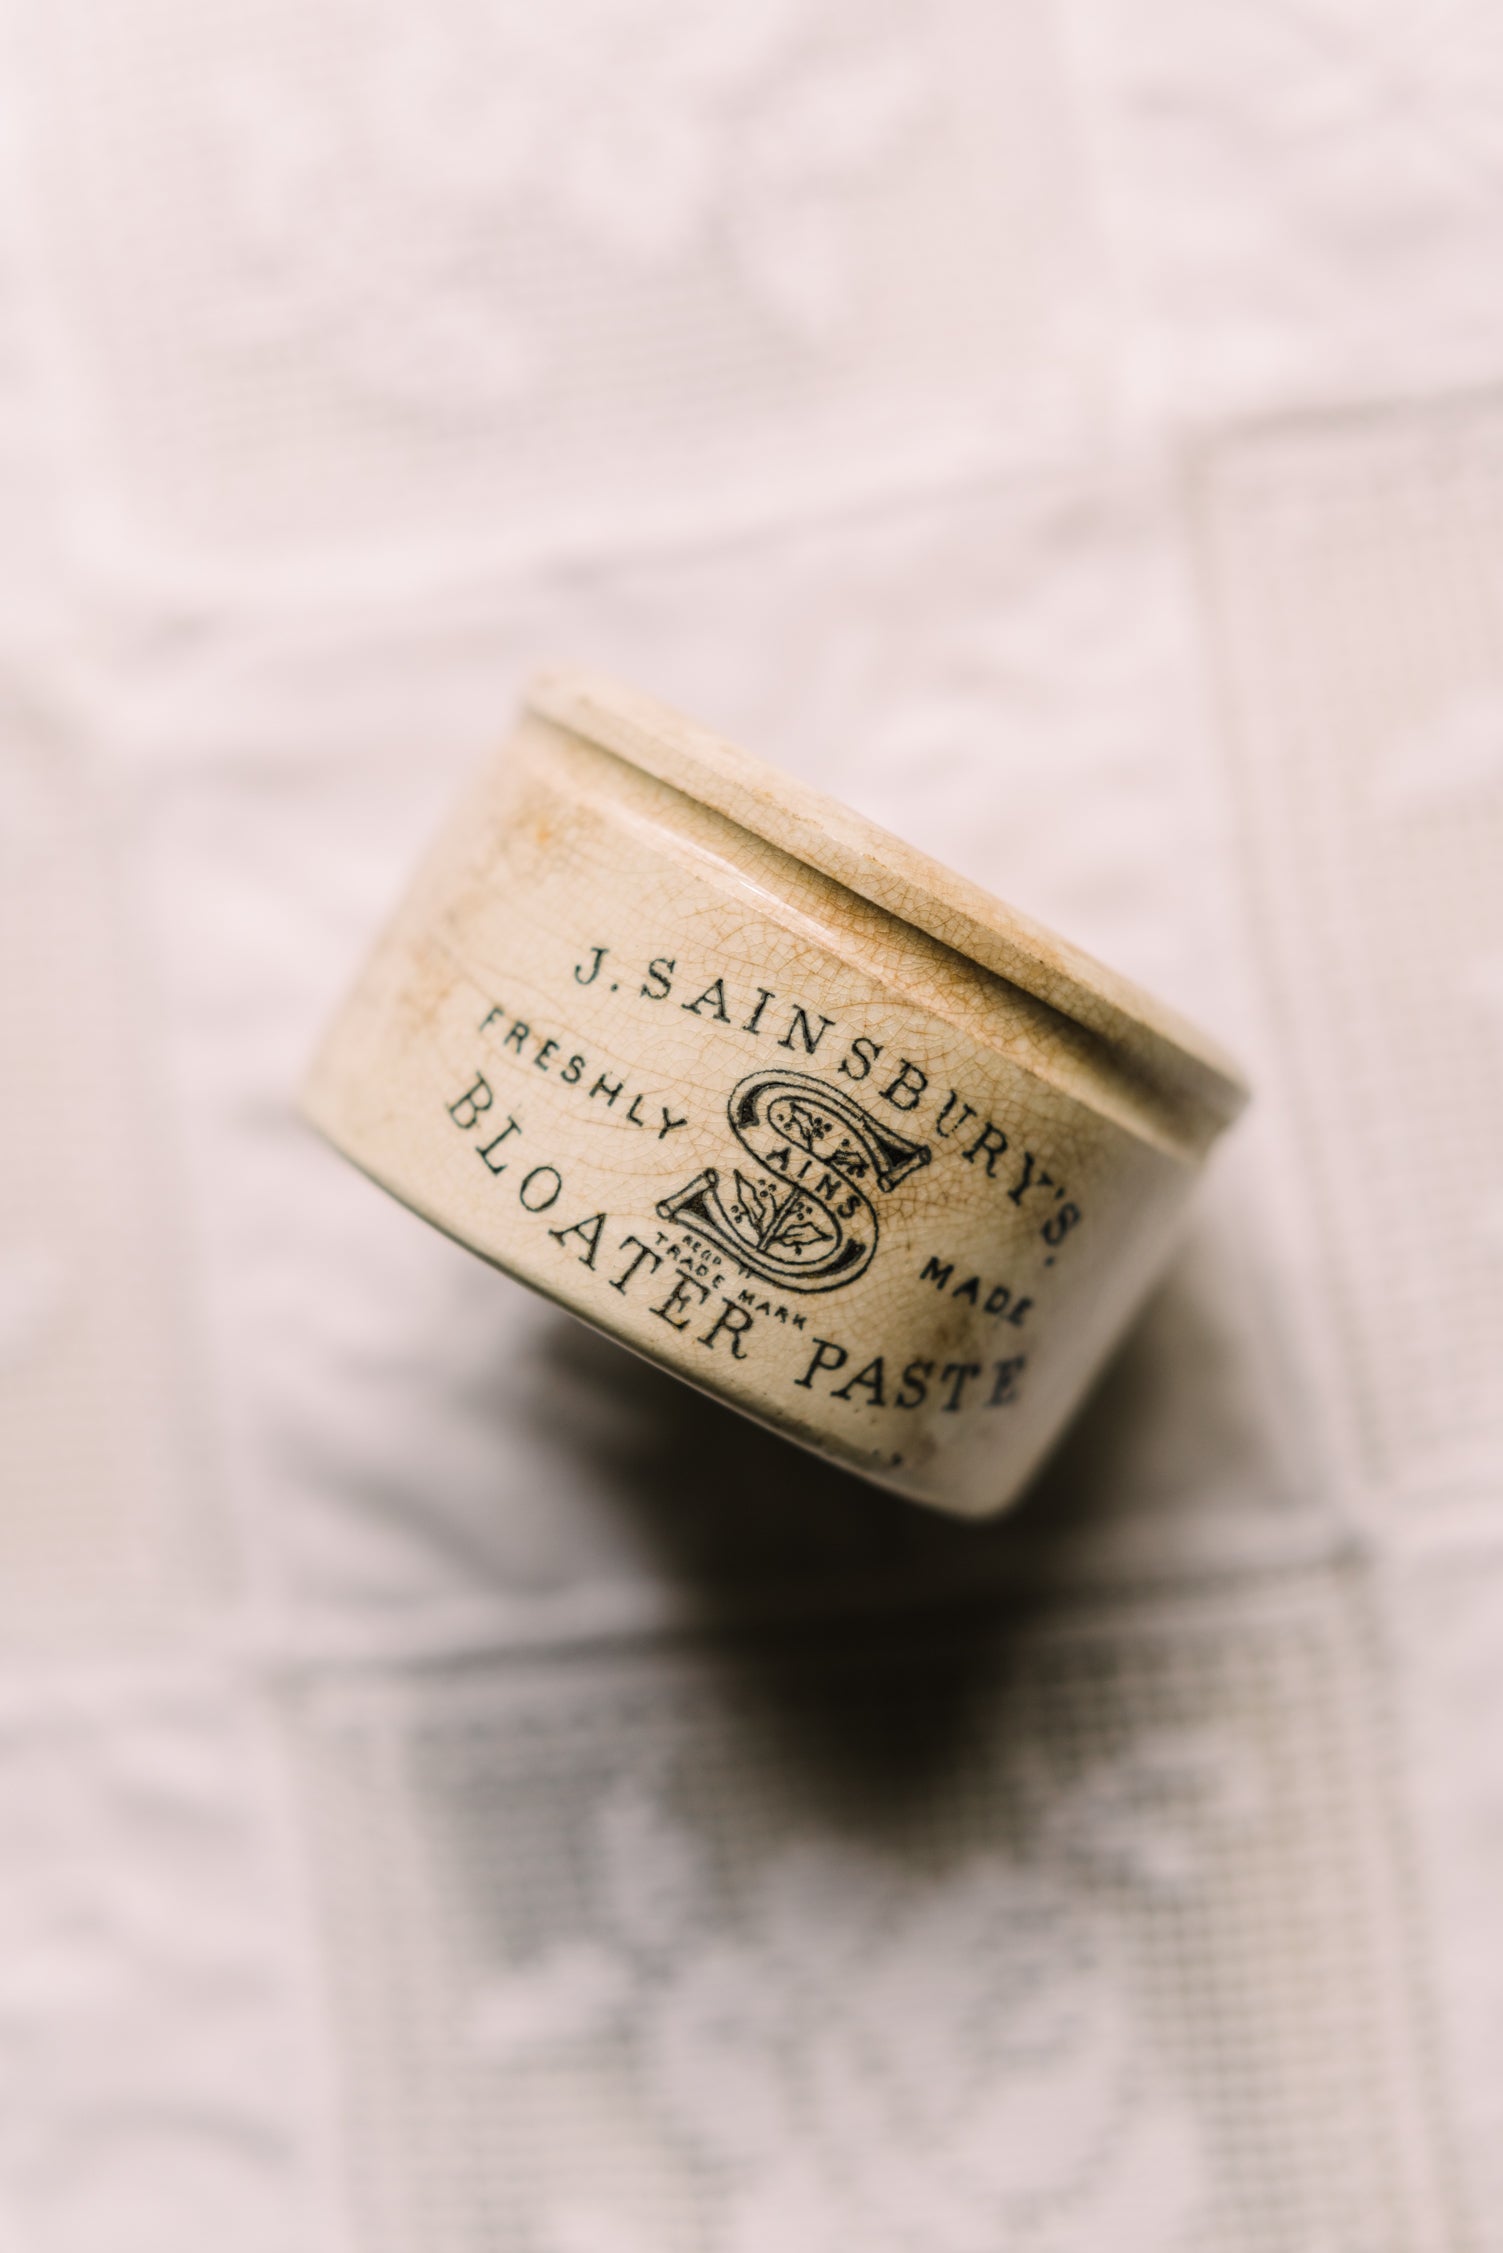 J. SAINSBURY'S.
FRESHLY MADE
SAINS
REGD
TRADE MARK
BLOATER PASTE